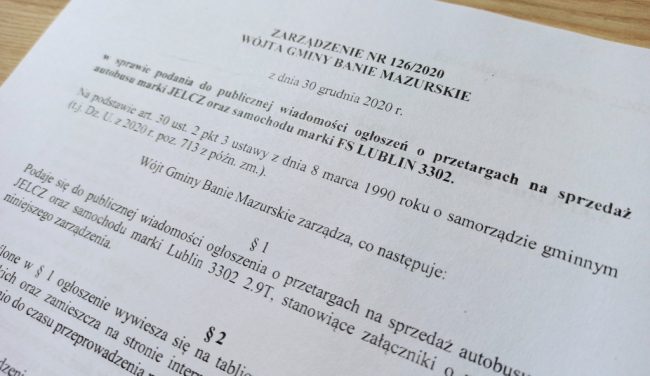 ZARZĄDZENIE NR 126/2020
WÓJTA GMINY BANIE MAZURSKIE
z dnia 30 grudnia 2020 r.
w sprawie podania do publicznej wiadomości ogłoszeń o przetargach na sprzedaż
autobusu marki JELCZ oraz samochodu marki FS LUBLIN 3302.
Na podstawie art. 30 ust. 2 pkt 3 ustawy z dnia 8 marca 1990 roku o samorządzie gminnym
(t.j. Dz. U. z 2020 r. poz. 713 z późn. zm.).
Wójt Gminy Banie Mazurskie zarządza, co następuje:
§ 1
Podaje się do publicznej wiadomości ogłoszenia o przetargach na sprzedaż autobusu
JELCZ oraz samochodu marki Lublin 3302 2.9T, stanowiące załączniki o
niniejszego zarządzenia.
§ 2
w § 1 ogłoszenie wywiesza się na tablic
oraz zamieszcza na stronie inter
do czasu przeprowadzenia